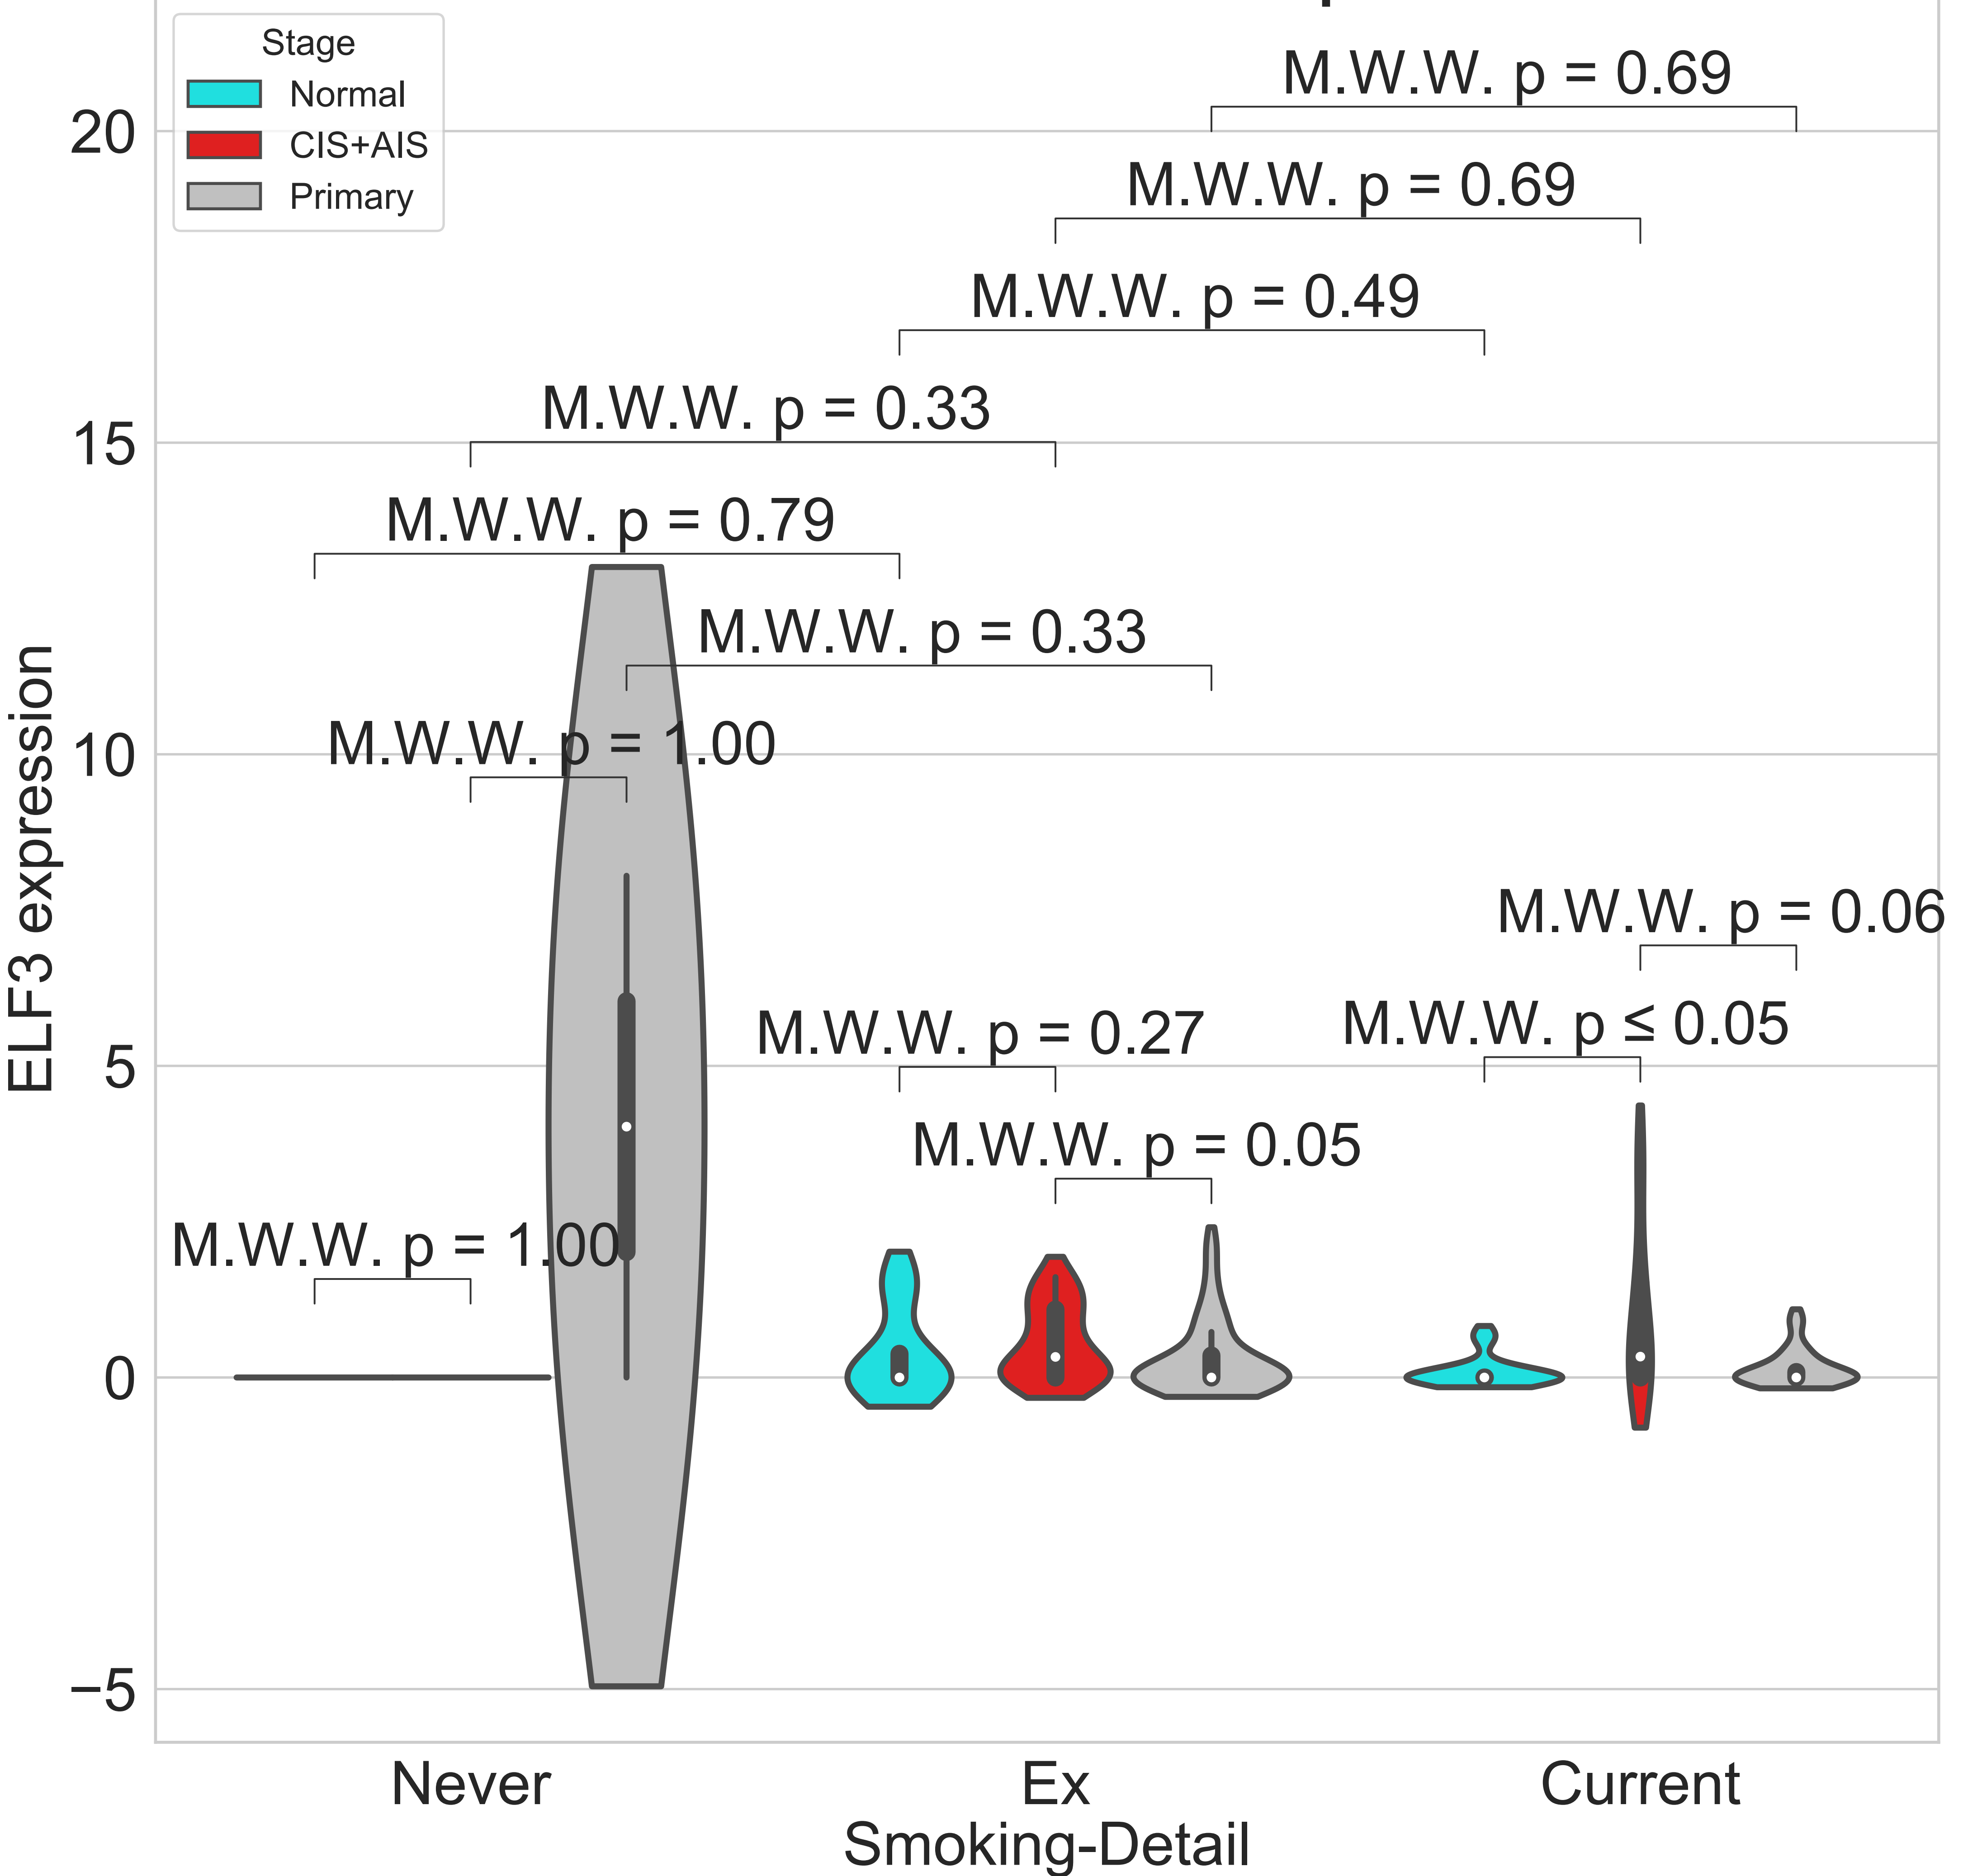 Stage
Normal
CIS+AIS
Primary
M.W.W. p = 0.69
20
M.W.W. p = 0.69
M.W.W. p = 0.49
M.W.W. p = 0.33
15
M.W.W. p = 0.79
M.W.W. p = 0.33
M.W.W. p = 1.00
10
M.W.W. p = 0.06
M.W.W. p ≤ 0.05
M.W.W. p = 0.27
5
M.W.W. p = 0.05
M.W.W. p = 1.00
0
−5
ELF3 expression
Never
Ex
Current
Smoking-Detail